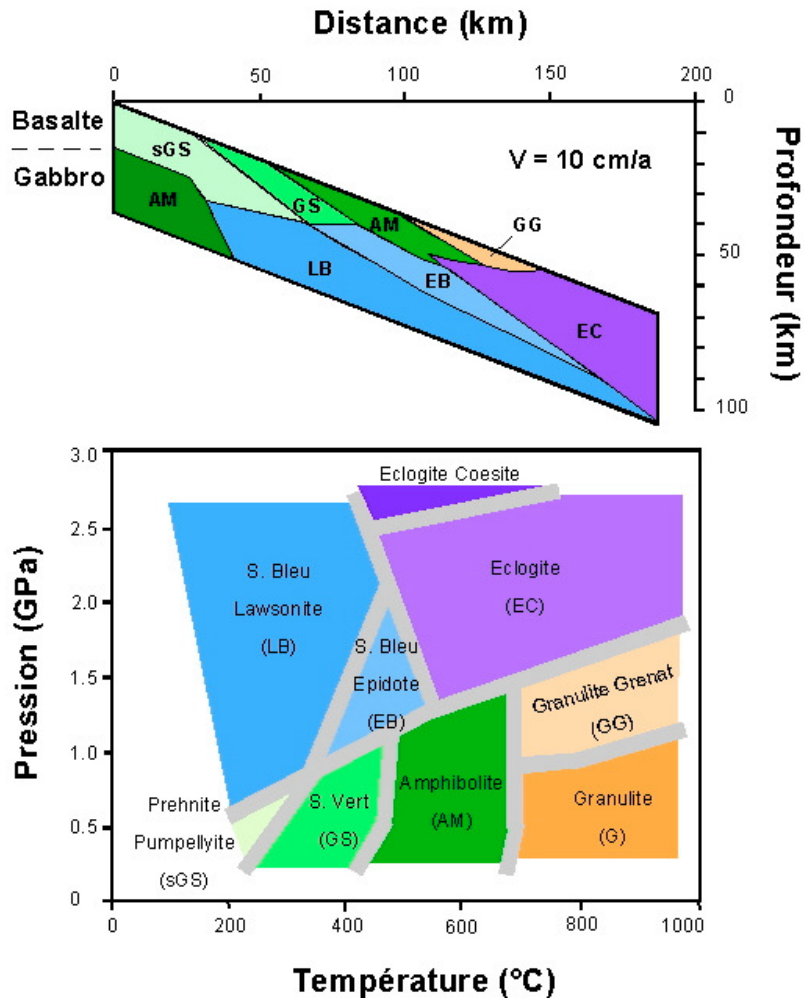 Distance (km)
0 50 100 150 200
Basalte
Gabbro
sGS
GS
AM
AM
GG
LB
EB
EC
V = 10 cm/a
0
50
100
Profondeur (km)
3.0
2.5
2.0
1.5
1.0
0.5
0
Pression (GPa)
Eclogite Coesite
S. Bleu
Lawsonite
(LB)
Eclogite
(EC)
S. Bleu
Epidote
(EB)
Granulite Grenat
(GG)
Prehnite
Pumpellyite
(sGS)
S. Vert
(GS)
Amphibolite
(AM)
Granulite
(G)
0 200 400 600 800 1000
Température (°C)